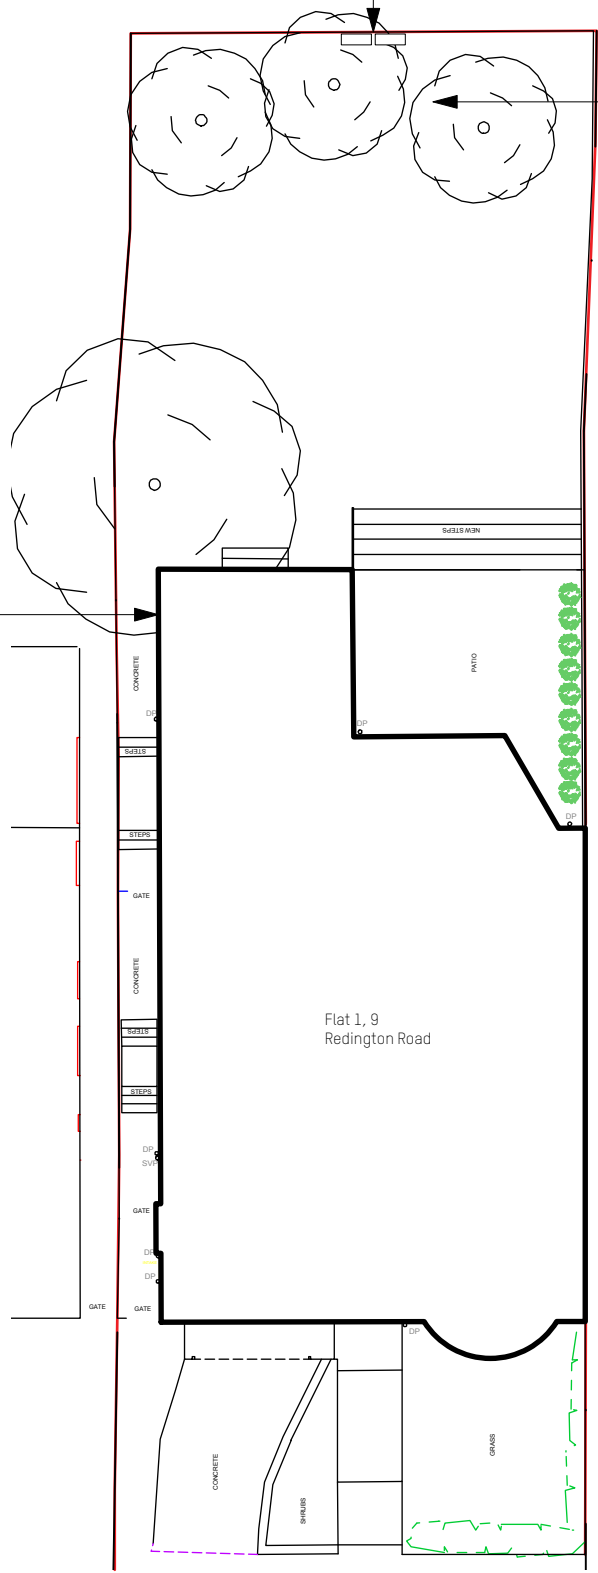 NEW STEPS
PATIO
CONCRETE
DP
DP
STEPS
DP
STEPS
GATE
CONCRETE
Flat 1, 9
Redington Road
STEPS
STEPS
DP
SVP
GATE
DP
DP
GATE
GATE
DP
GRASS
CONCRETE
SHRUBS